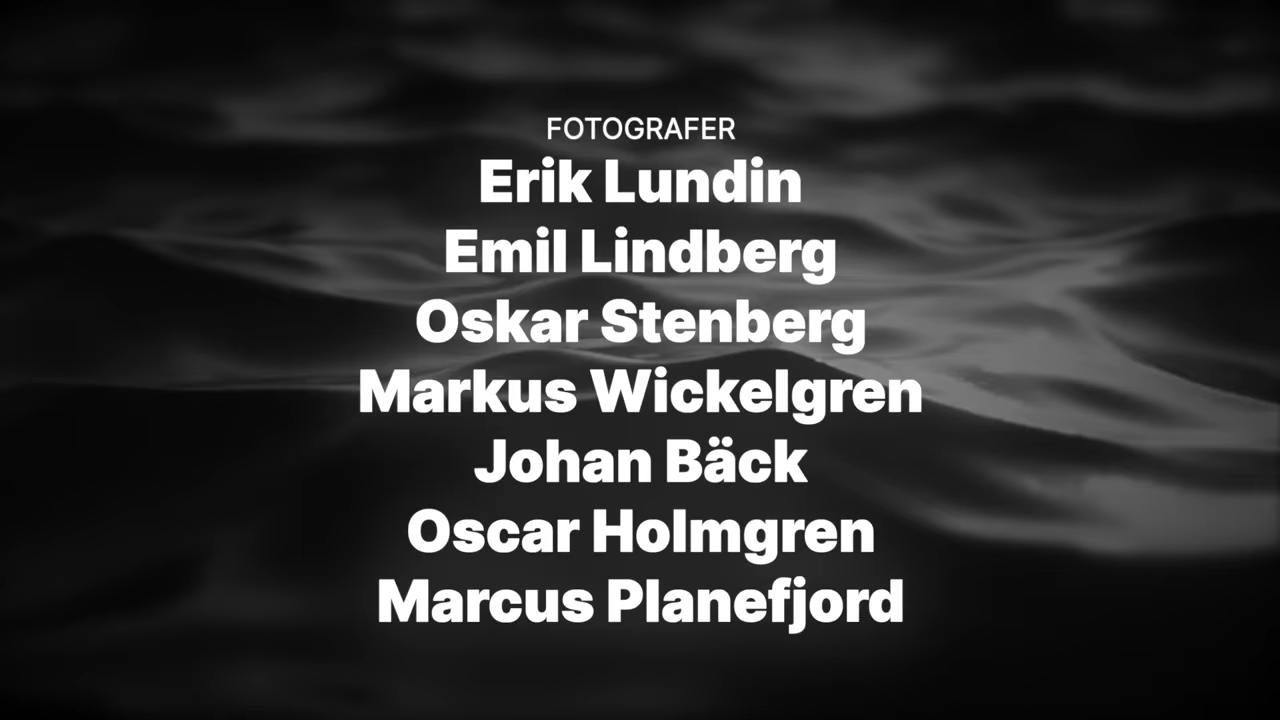 FOTOGRAFER
Erik Lundin
Emil Lindberg
Oskar Stenberg
Markus Wickelgren
Johan Bäck
Oscar Holmgren
Marcus Planefjord